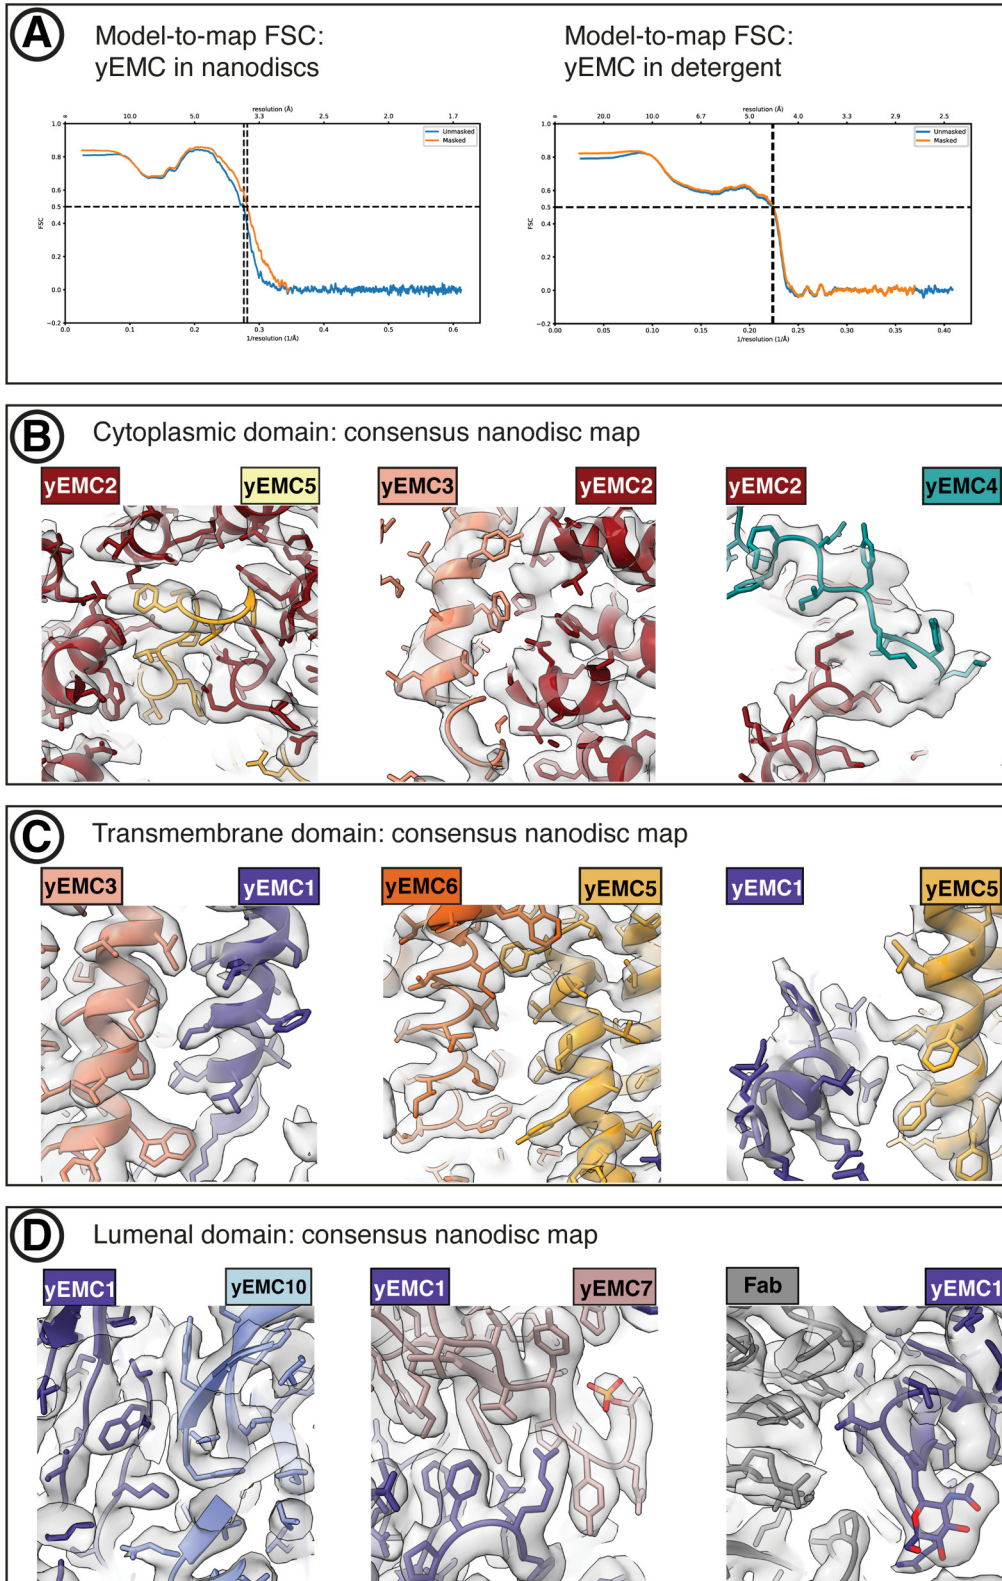 A
Model-to-map FSC:
yEMC in nanodiscs
Model-to-map FSC:
yEMC in detergent
resolution (Å)
∞ 10.0 5.0 3.3 2.5 2.0 1.7
1.0
0.8
0.6
0.5
0.4
0.2
0.0
−0.2
FSC
Unmasked
Masked
0.0 0.1 0.2 0.3 0.4 0.5 0.6
1/resolution (1/Å)
resolution (Å)
∞ 20.0 10.0 6.7 5.0 4.0 3.3 2.9 2.5
1.0
0.8
0.6
0.5
0.4
0.2
0.0
−0.2
FSC
Unmasked
Masked
0.00 0.05 0.10 0.15 0.20 0.25 0.30 0.35 0.40
1/resolution (1/Å)
B
Cytoplasmic domain: consensus nanodisc map
yEMC2 yEMC5 yEMC3 yEMC2 yEMC2 yEMC4
C
Transmembrane domain: consensus nanodisc map
yEMC3 yEMC1 yEMC6 yEMC5 yEMC1 yEMC5
D
Lumenal domain: consensus nanodisc map
yEMC1 yEMC10 yEMC1 yEMC7 Fab yEMC1